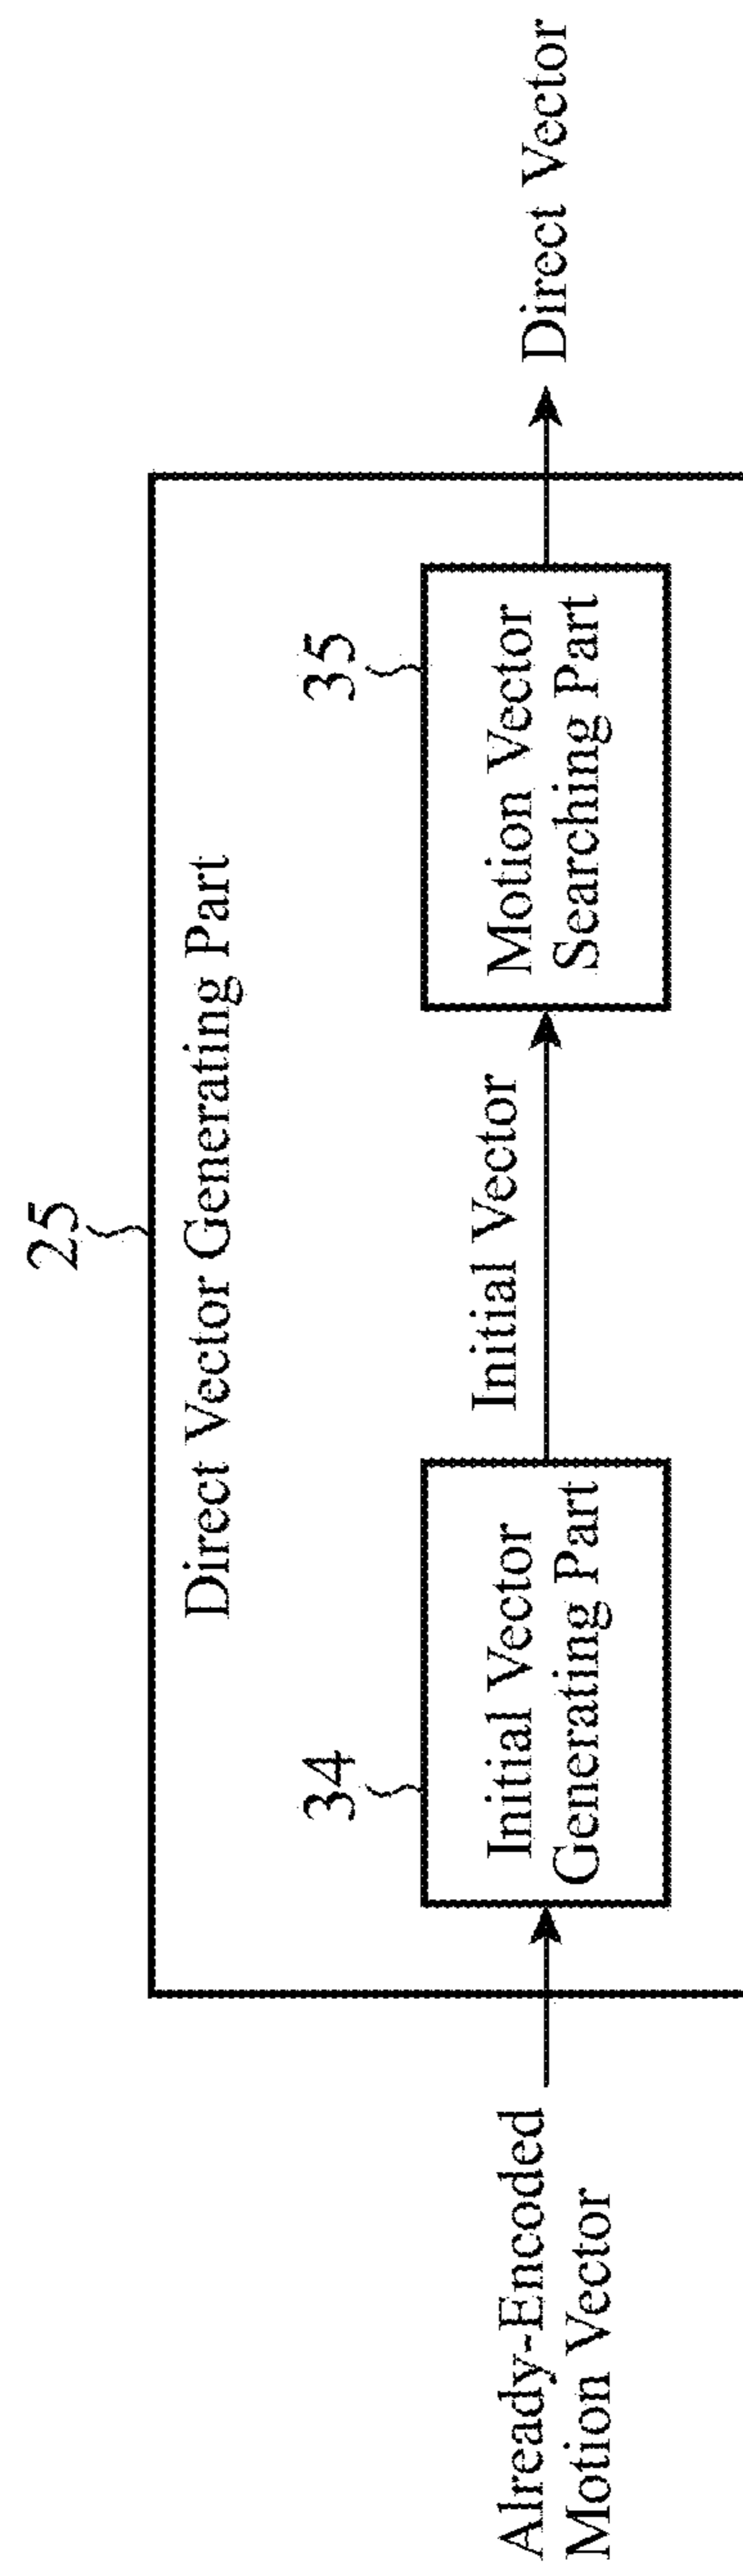 25
Direct Vector Generating Part
34
35
Already-Encoded
Motion Vector
Initial Vector
Generating Part
Initial Vector
Motion Vector
Searching Part
Direct Vector